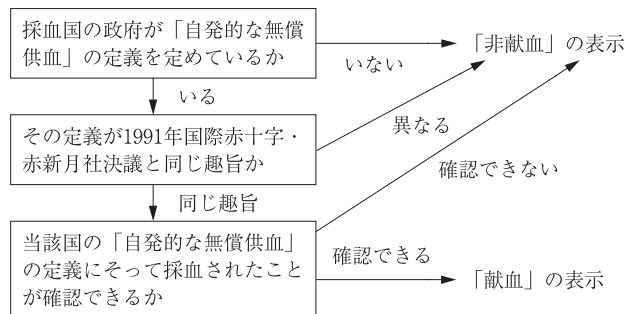 採血国の政府が「自発的な無償
供血」の定義を定めているか
いない
「非献血」の表示
いる
その定義が1991年国際赤十字・
赤新月社決議と同じ趣旨か
異なる
確認できない
同じ趣旨
当該国の「自発的な無償供血」
の定義にそって採血されたこと
が確認できるか
確認できる
「献血」の表示